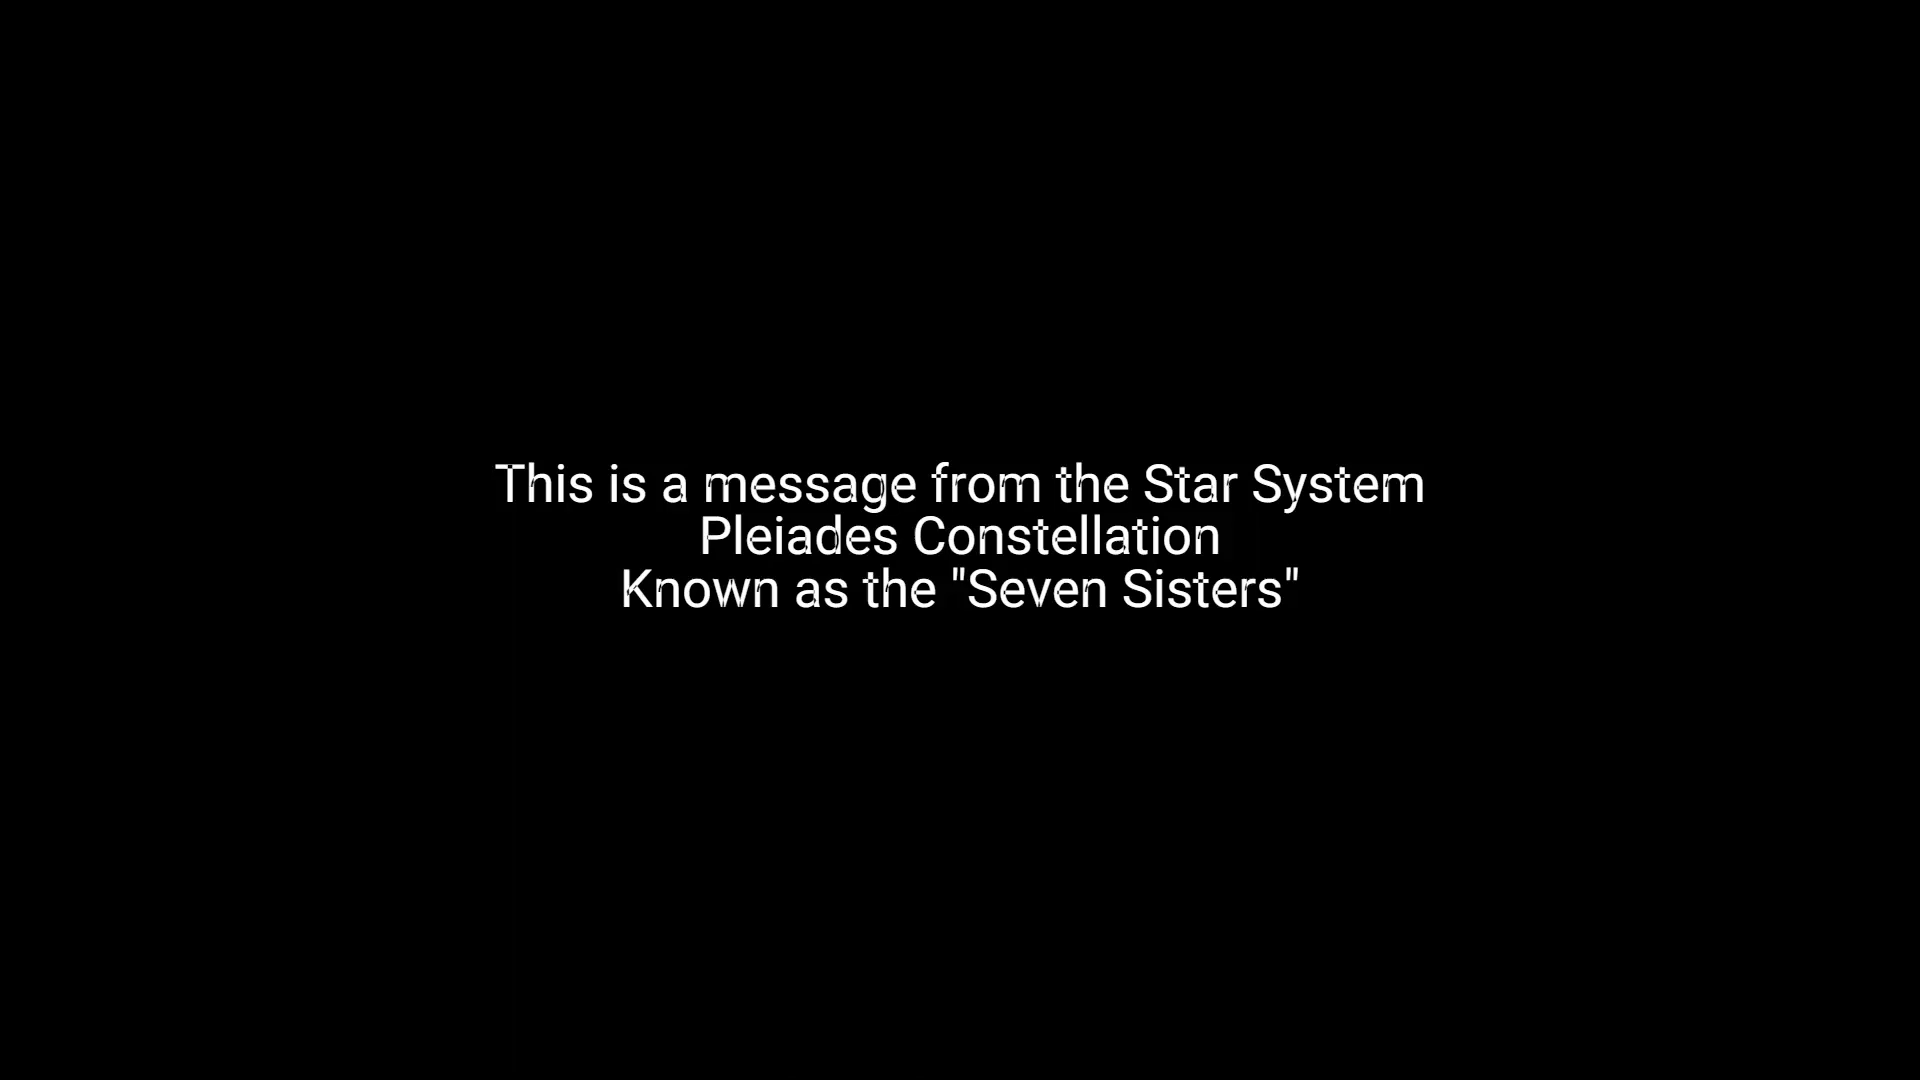 This is a message from the Star System
Pleiades Constellation
Known as the "Seven Sisters"